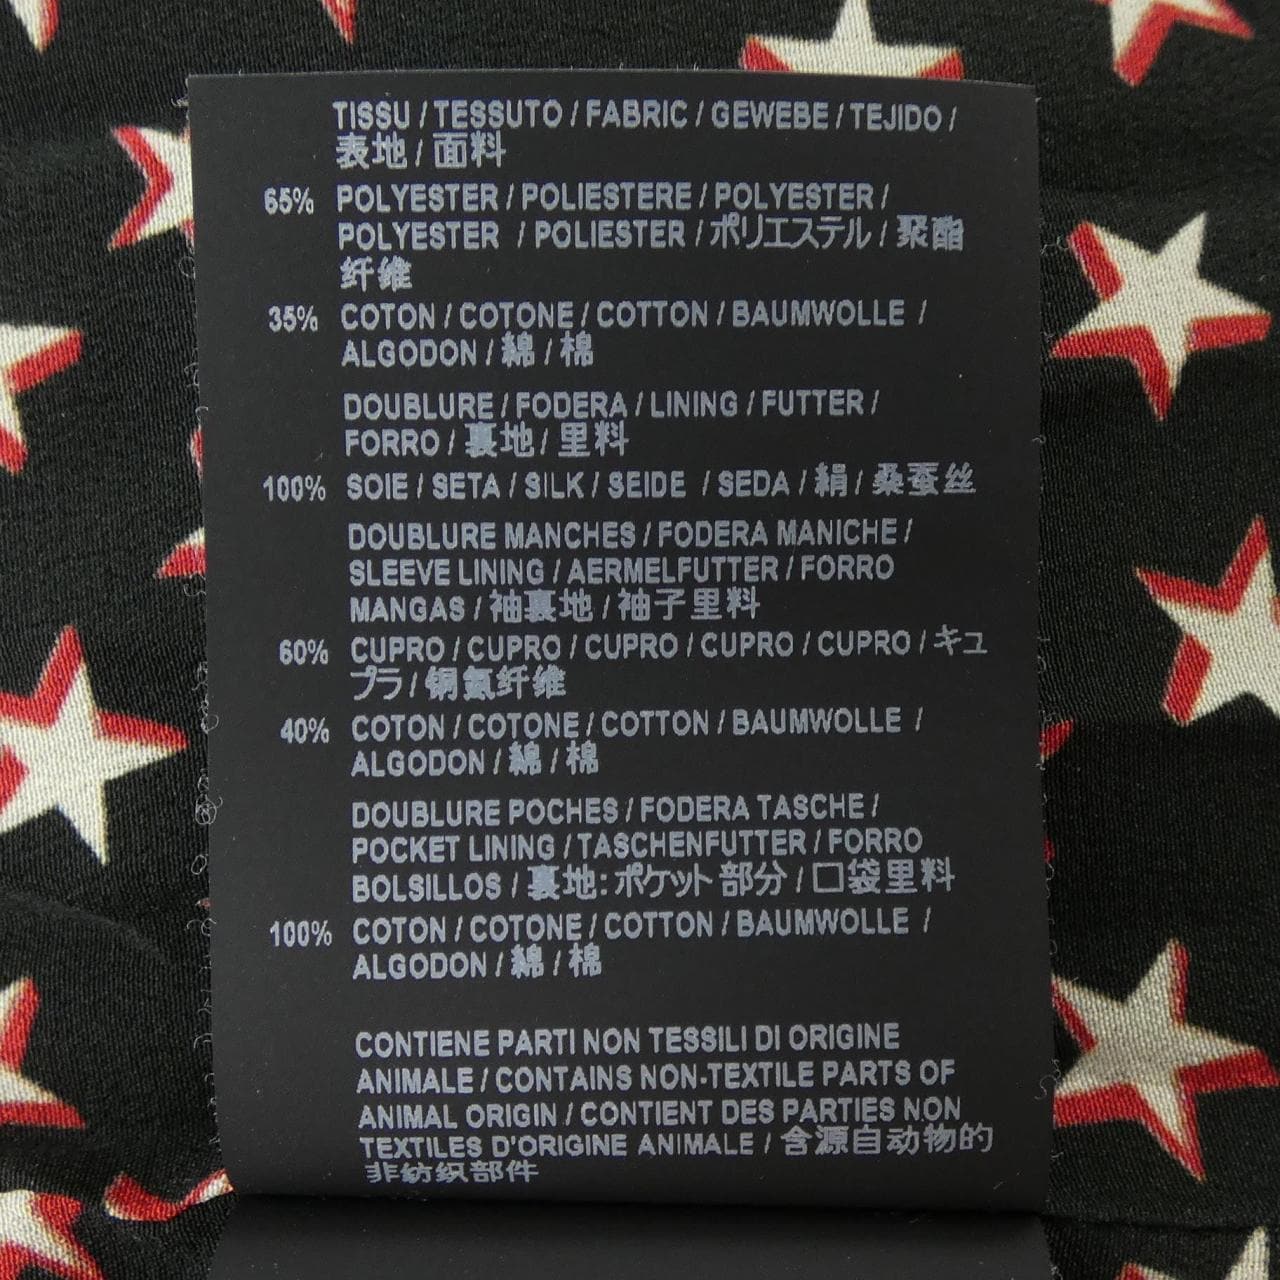 TISSU / TESSUTO / FABRIC / GEWEBE / TEJIDO /
表地 / 面料
65% POLYESTER / POLIESTERE / POLYESTER /
POLYESTER / POLIESTER / ポリエステル / 聚酯
纤维
35% COTON / COTONE / COTTON / BAUMWOLLE /
ALGODON / 綿 / 棉
DOUBLURE / FODERA / LINING / FUTTER /
FORRO / 裏地 / 里料
100% SOIE / SETA / SILK / SEIDE / SEDA / 絹 / 桑蚕丝
DOUBLURE MANCHES / FODERA MANICHE /
SLEEVE LINING / AERMELFUTTER / FORRO
MANGAS / 袖裏地 / 袖子里料
60% CUPRO / CUPRO / CUPRO / CUPRO / CUPRO / キュ
プラ / 铜氨纤维
40% COTON / COTONE / COTTON / BAUMWOLLE /
ALGODON / 綿 / 棉
DOUBLURE POCHES / FODERA TASCHE /
POCKET LINING / TASCHENFUTTER / FORRO
BOLSILLOS / 裏地:ポケット部分 / 口袋里料
100% COTON / COTONE / COTTON / BAUMWOLLE /
ALGODON / 綿 / 棉
CONTIENE PARTI NON TESSILI DI ORIGINE
ANIMALE / CONTAINS NON-TEXTILE PARTS OF
ANIMAL ORIGIN / CONTIENT DES PARTIES NON
TEXTILES D'ORIGINE ANIMALE / 含源自动物的
非纺织部件